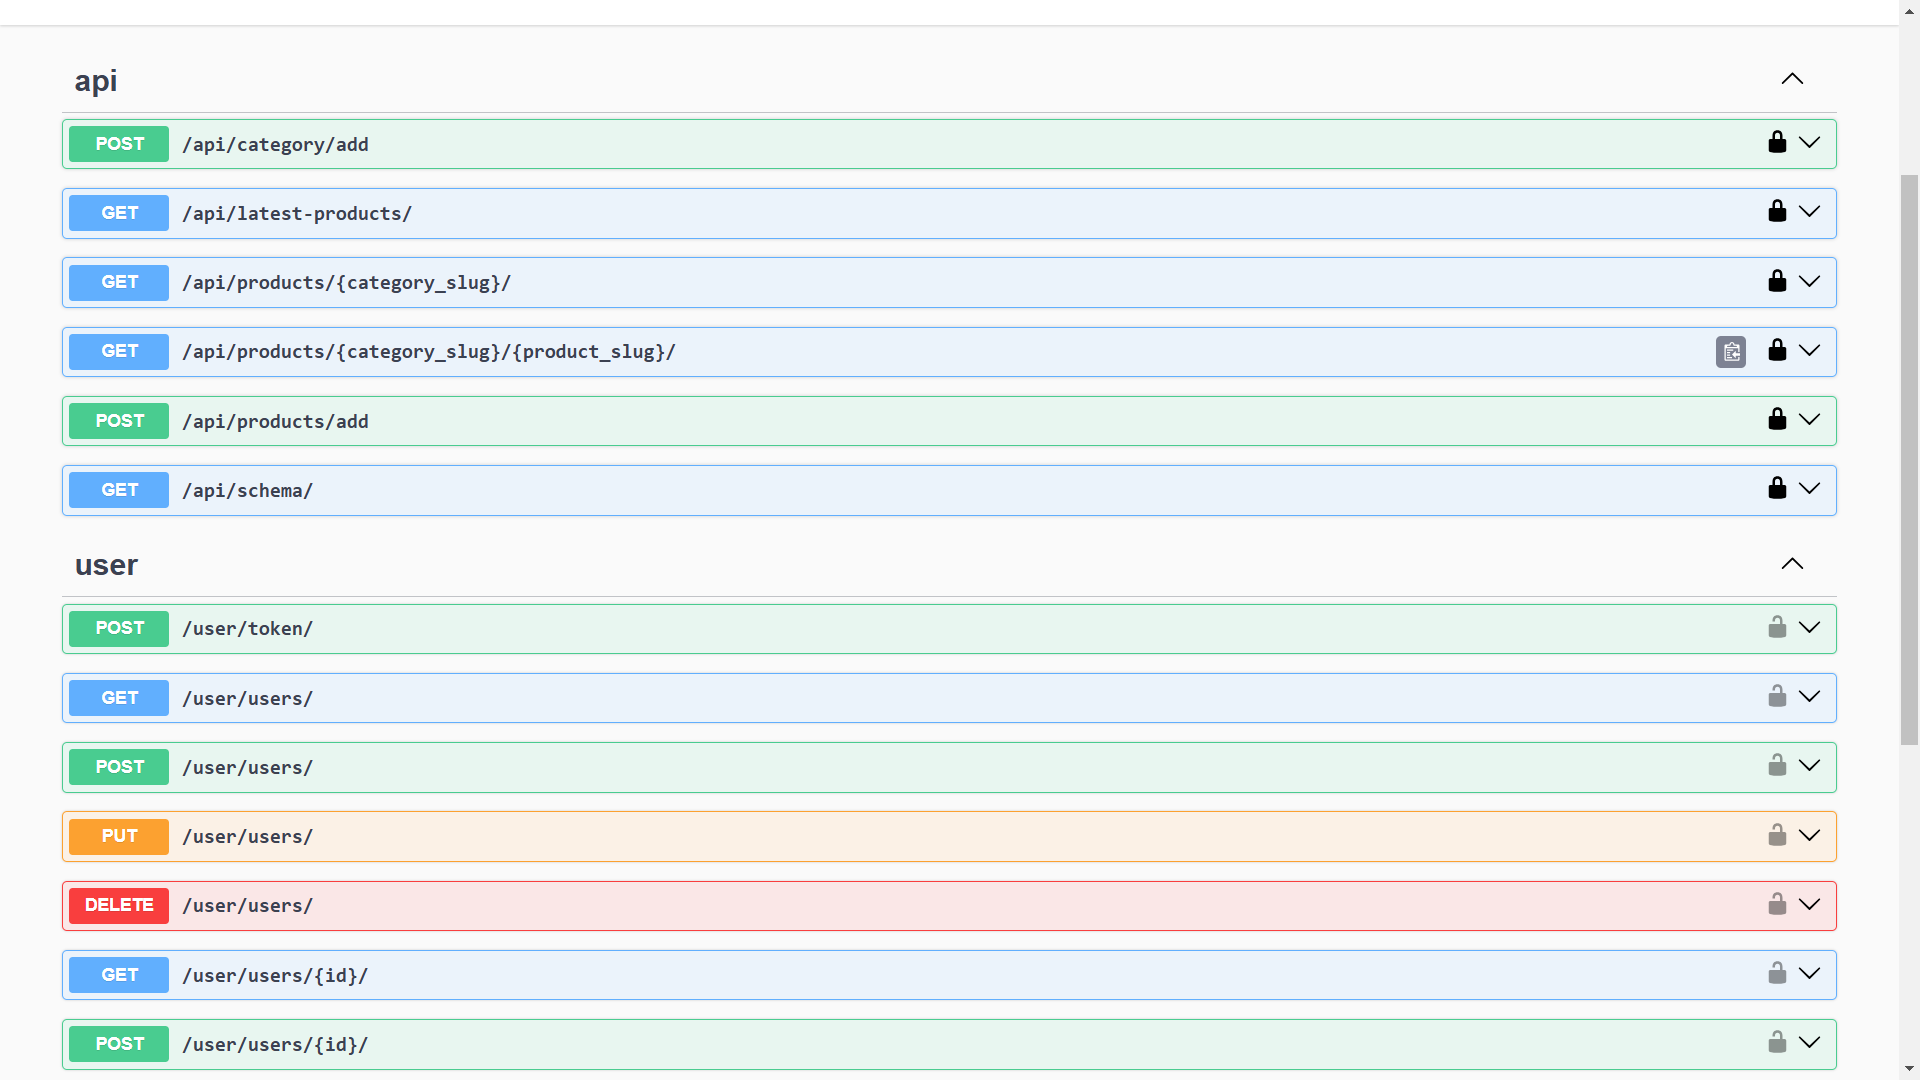 api
POST /api/category/add
GET /api/latest-products/
GET /api/products/{category_slug}/
GET /api/products/{category_slug}/{product_slug}/
POST /api/products/add
GET /api/schema/
user
POST /user/token/
GET /user/users/
POST /user/users/
PUT /user/users/
DELETE /user/users/
GET /user/users/{id}/
POST /user/users/{id}/